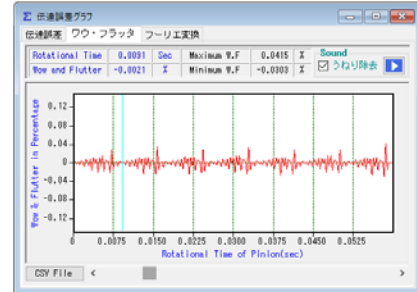 Σ 伝達誤差グラフ
伝達誤差 ワウ・フラッタ フーリエ変換
Rotational Time 0.0091 Sec Maximum W.F 0.0415 % Sound
Wow and Flutter -0.0021 % Minimum W.F -0.0303 % うねり除去
Wow & Flutter in Percentage
0.12
0.08
0.04
0
-0.04
-0.08
-0.12
0 0.0075 0.0150 0.0225 0.0300 0.0375 0.0450 0.0525
Rotational Time of Pinion(sec)
CSV File